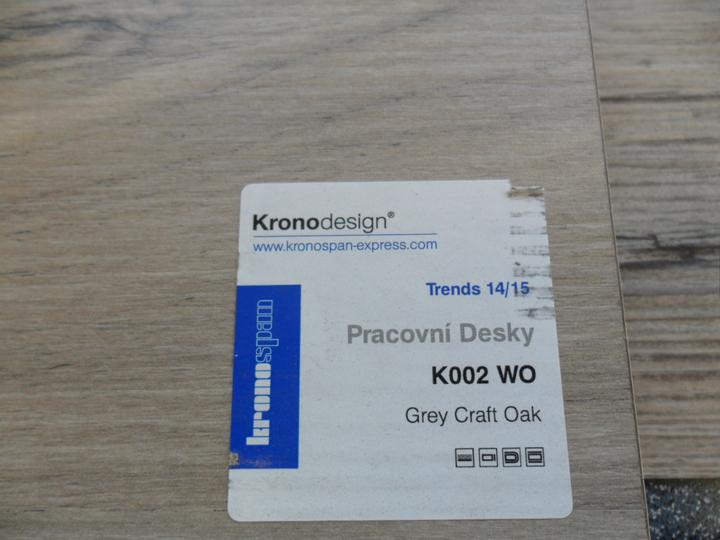 Kronodesign®
www.kronospan-express.com
Trends 14/15
kronospan
Pracovní Desky
K002 WO
Grey Craft Oak